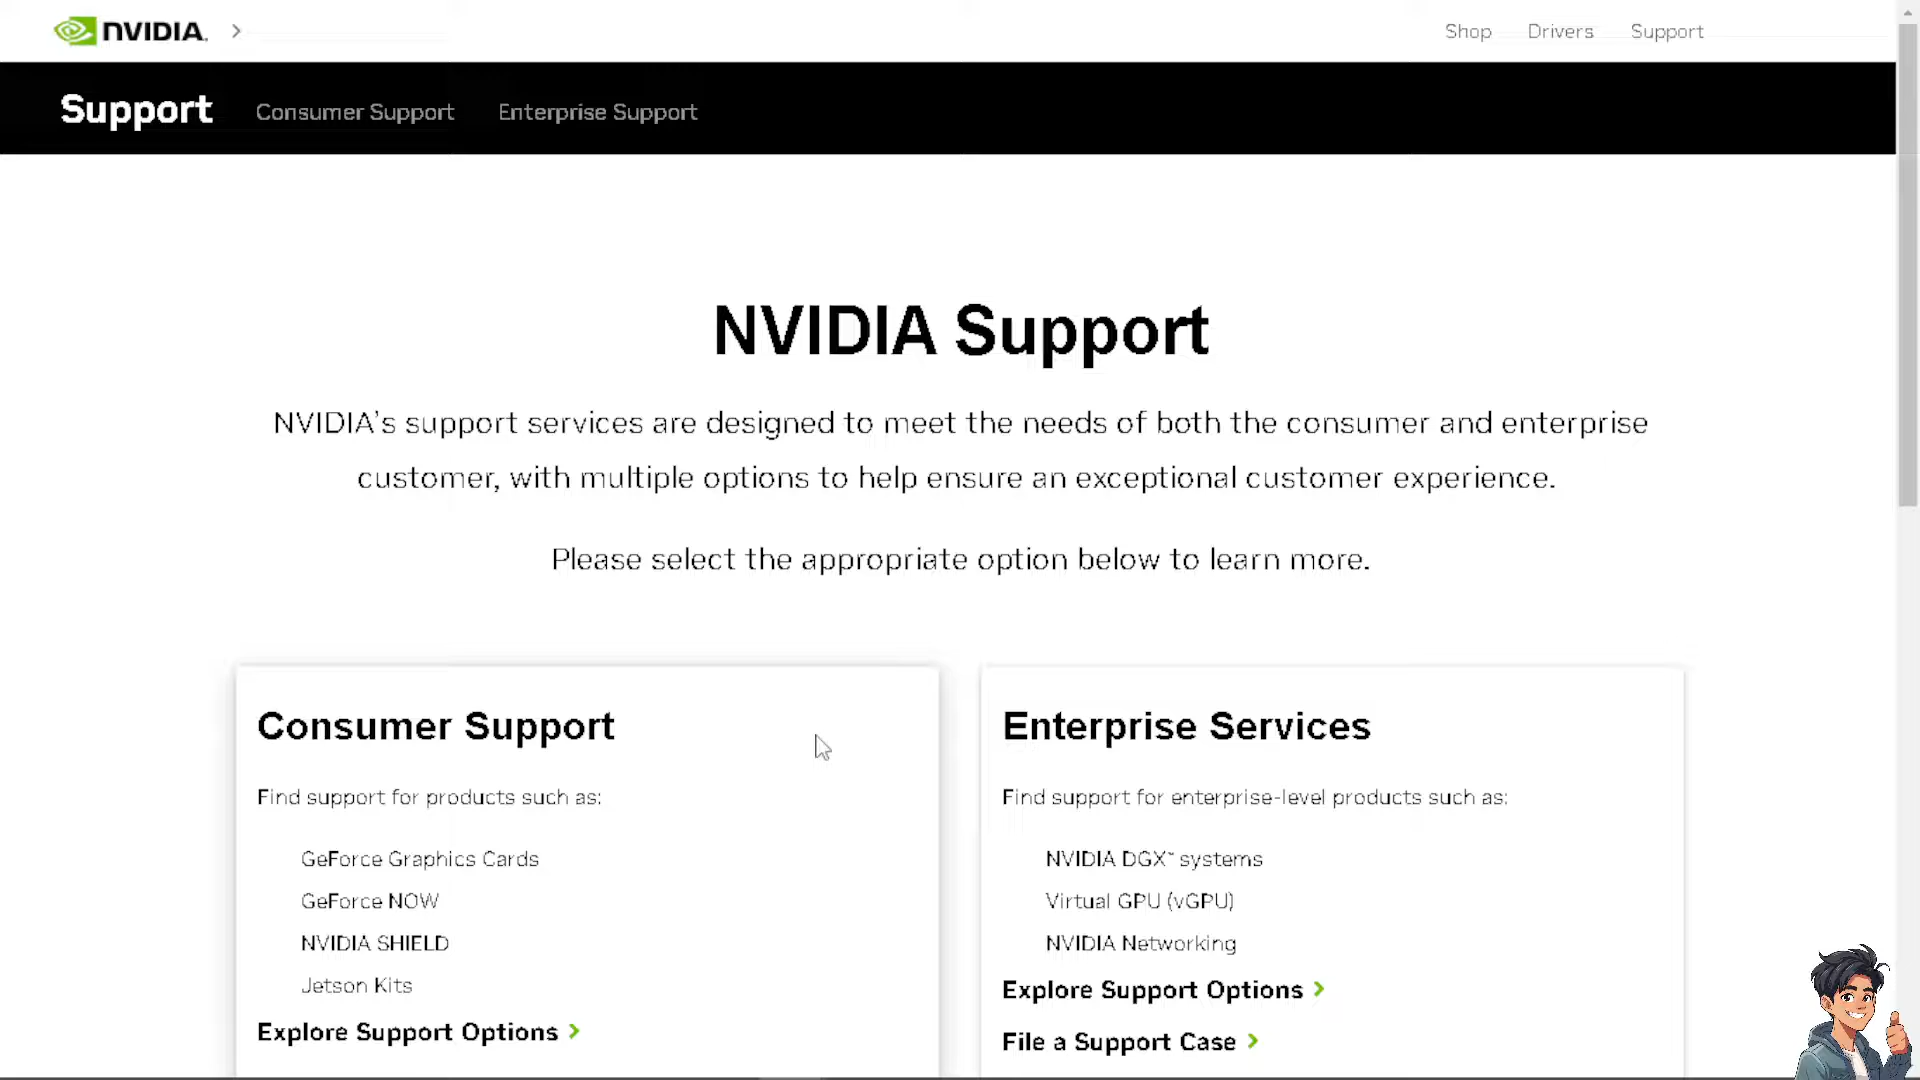 NVIDIA.
Shop Drivers Support
Support Consumer Support Enterprise Support
NVIDIA Support
NVIDIA's support services are designed to meet the needs of both the consumer and enterprise
customer, with multiple options to help ensure an exceptional customer experience.
Please select the appropriate option below to learn more.
Consumer Support
Find support for products such as:
GeForce Graphics Cards
GeForce NOW
NVIDIA SHIELD
Jetson Kits
Explore Support Options
Enterprise Services
Find support for enterprise-level products such as:
NVIDIA DGX™ systems
Virtual GPU (vGPU)
NVIDIA Networking
Explore Support Options
File a Support Case